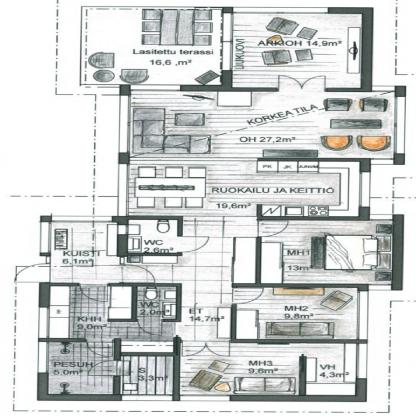 Lasitettu terassi
16,6 ,m²
ARKIOH 14,9m²
LIUKUOVI
KORKEA TILA
OH 27,2m²
PK
JK
RUOKAILU JA KEITTIÖ
19,6m²
WC
2.6m²
KUISTI
6,1m²
MH1
13m²
WC
2.0m²
ET
14,7m²
MH2
9,8m²
KHH
9,0m²
PESUH
5.0m²
S
3,3m²
MH3
9,6m²
VH
4,3m²